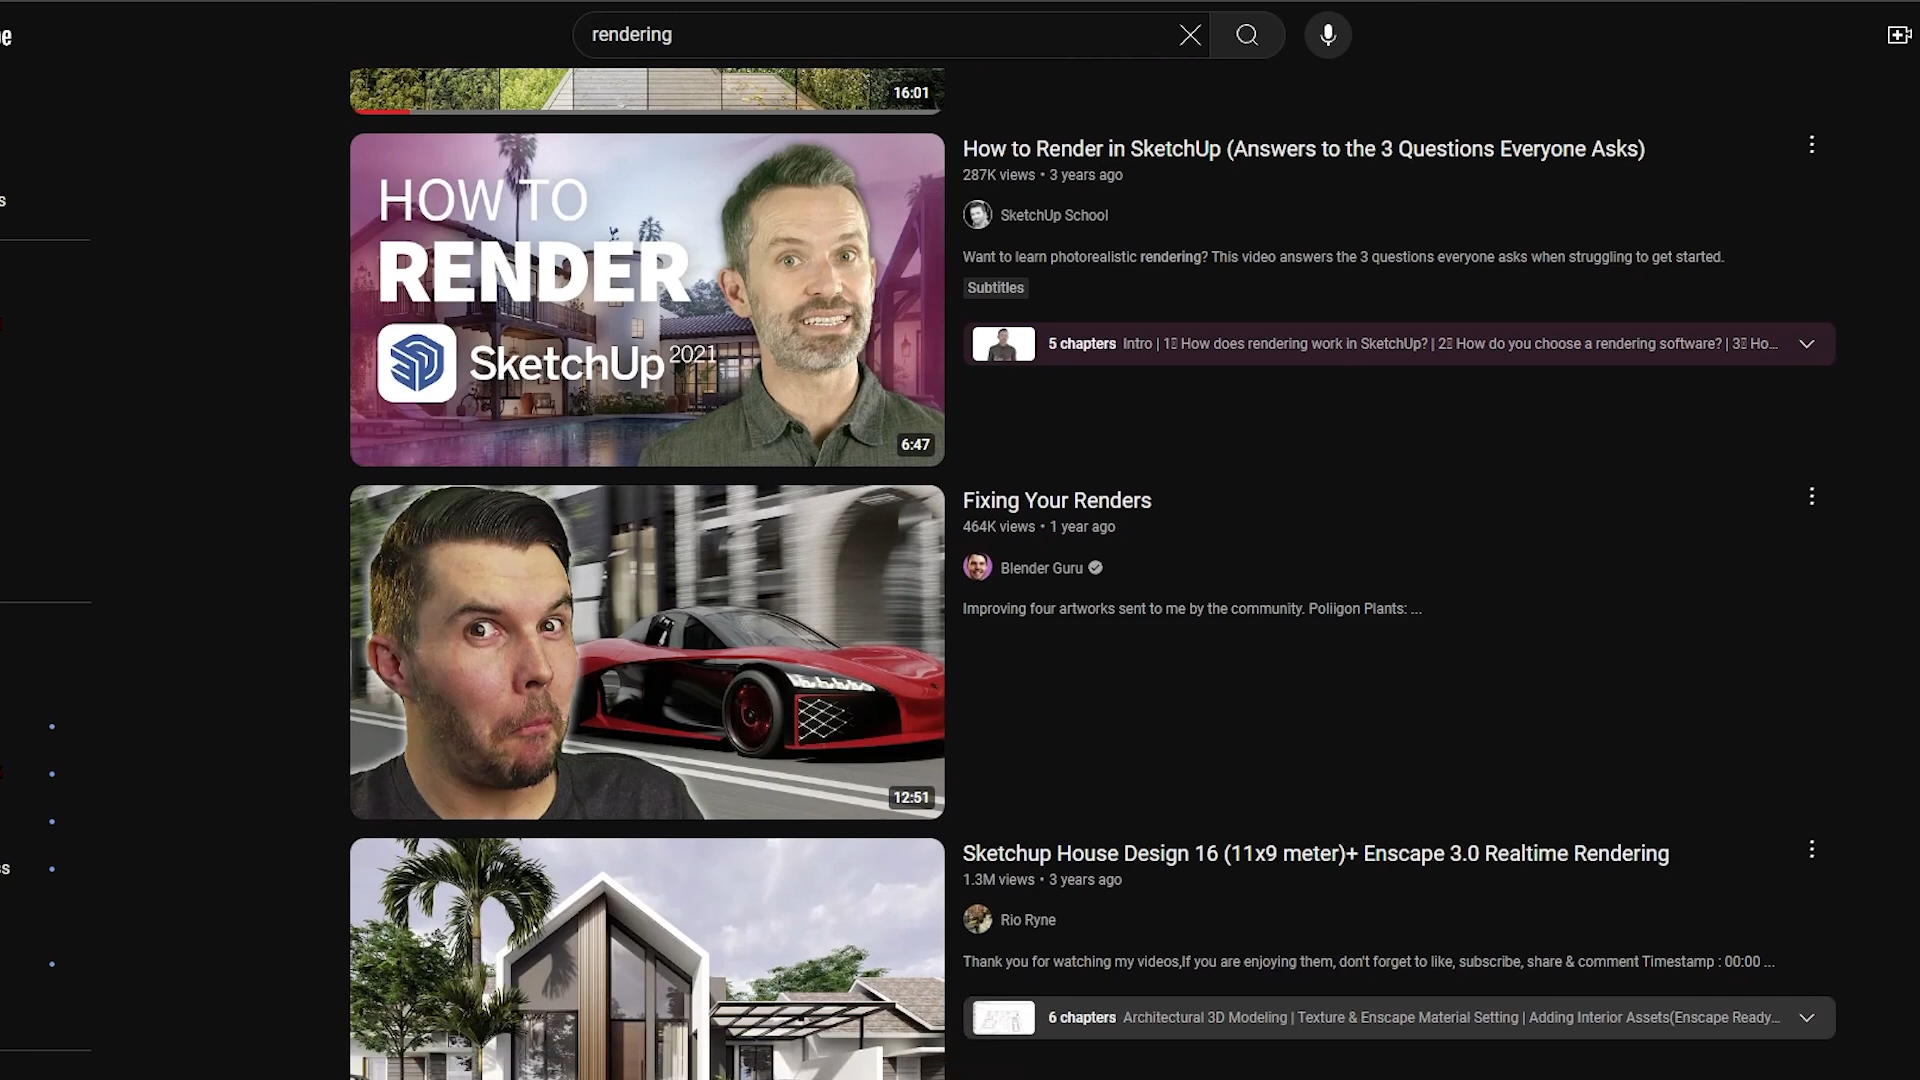 rendering
16:01
HOW TO
RENDER
SketchUp 2021
6:47
How to Render in SketchUp (Answers to the 3 Questions Everyone Asks)
287K views • 3 years ago
SketchUp School
Want to learn photorealistic rendering? This video answers the 3 questions everyone asks when struggling to get started.
Subtitles
5 chapters Intro | 1 How does rendering work in SketchUp? | 2 How do you choose a rendering software? | 3 Ho...
12:51
Fixing Your Renders
464K views • 1 year ago
Blender Guru
Improving four artworks sent to me by the community. Poliigon Plants: ...
Sketchup House Design 16 (11x9 meter)+ Enscape 3.0 Realtime Rendering
1.3M views • 3 years ago
Rio Ryne
Thank you for watching my videos,If you are enjoying them, don't forget to like, subscribe, share & comment Timestamp : 00:00 ...
6 chapters Architectural 3D Modeling | Texture & Enscape Material Setting | Adding Interior Assets(Enscape Ready...